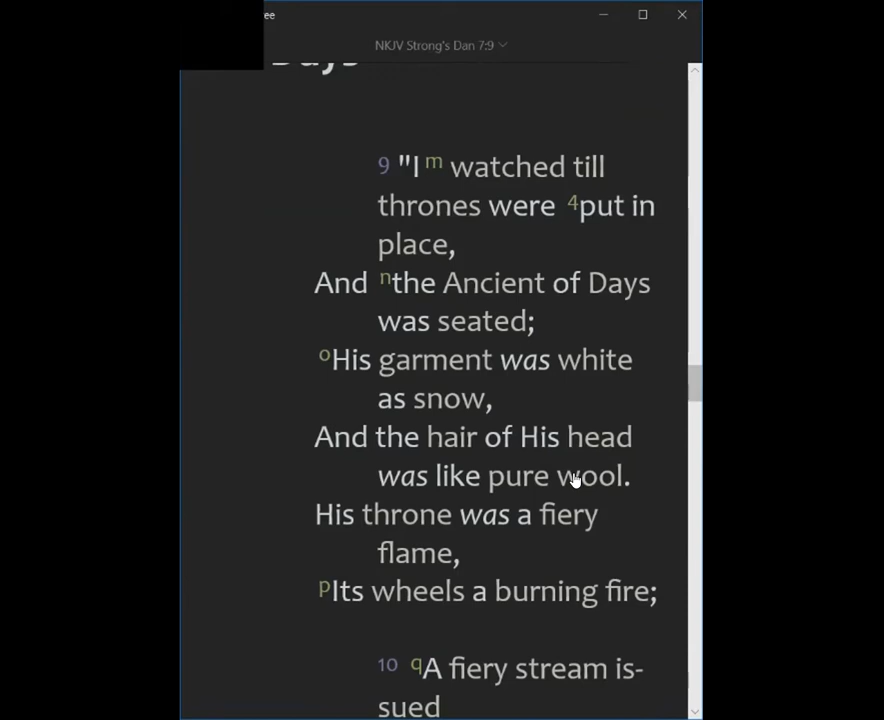 ee
NKJV Strong's Dan 7:9
Days
9 "I m watched till
thrones were 4put in
place,
And nthe Ancient of Days
was seated;
oHis garment was white
as snow,
And the hair of His head
was like pure wool.
His throne was a fiery
flame,
pIts wheels a burning fire;
10 qA fiery stream is-
sued